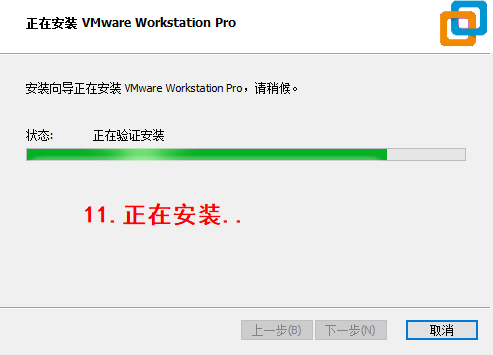 正在安装 VMware Workstation Pro
安装向导正在安装 VMware Workstation Pro，请稍候。
状态: 正在验证安装
11.正在安装..
上一步(B) 下一步(N) 取消